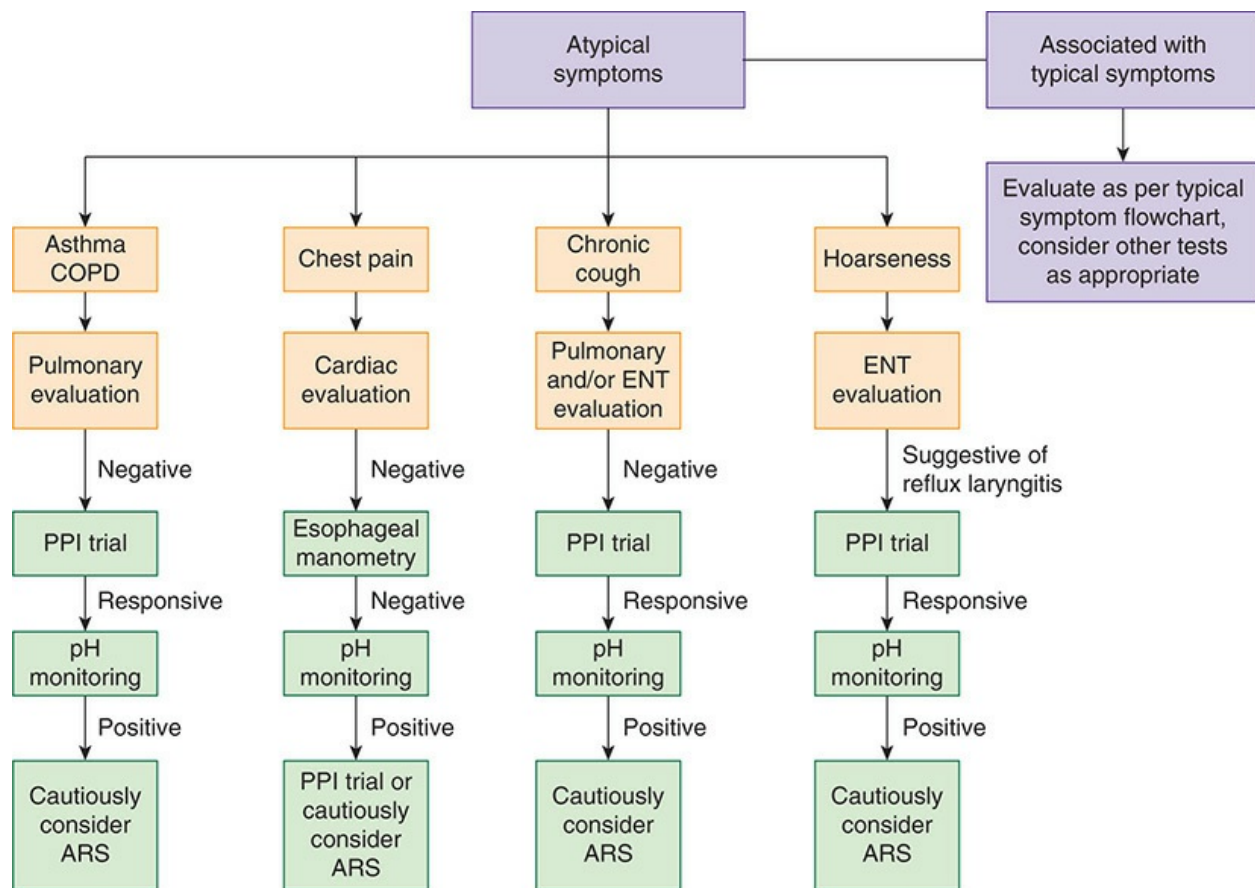 Atypical
symptoms
Associated with
typical symptoms
Evaluate as per typical
symptom flowchart,
consider other tests
as appropriate
Asthma
COPD
Chest pain
Chronic
cough
Hoarseness
Pulmonary
evaluation
Cardiac
evaluation
Pulmonary
and/or ENT
evaluation
ENT
evaluation
Negative
Negative
Negative
Suggestive of
reflux laryngitis
PPI trial
Esophageal
manometry
PPI trial
PPI trial
Responsive
Negative
Responsive
Responsive
pH
monitoring
pH
monitoring
pH
monitoring
pH
monitoring
Positive
Positive
Positive
Positive
Cautiously
consider
ARS
PPI trial or
cautiously
consider
ARS
Cautiously
consider
ARS
Cautiously
consider
ARS